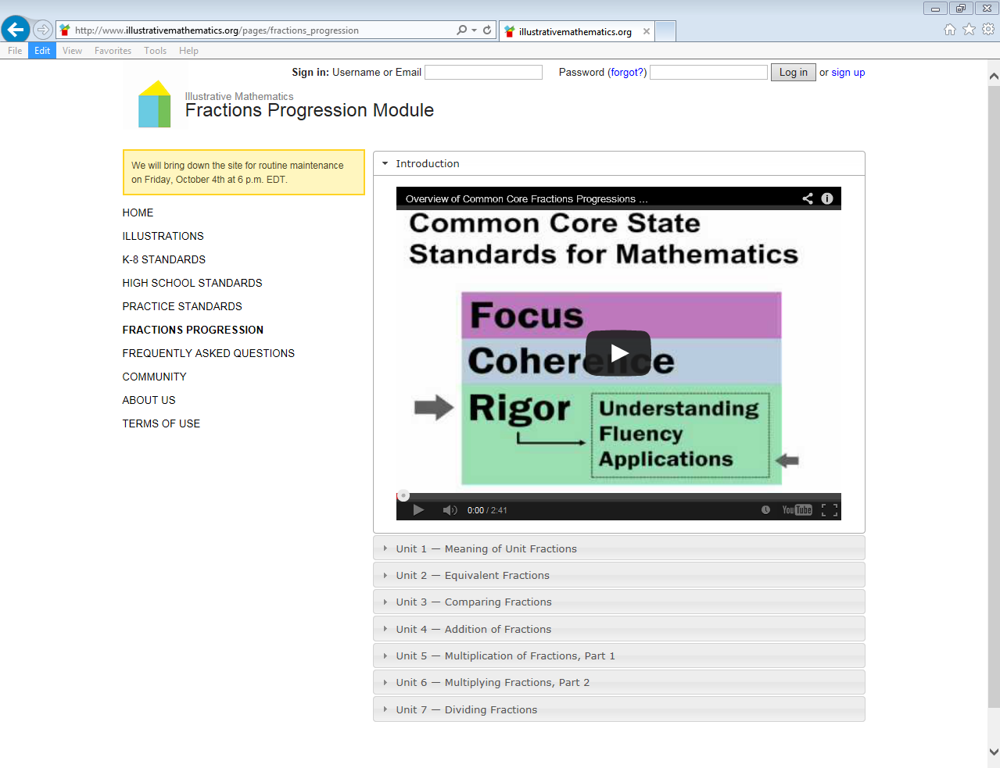 http://www.illustrativemathematics.org/pages/fractions_progression
illustrativemathematics.org
File Edit View Favorites Tools Help
Sign in: Username or Email Password (forgot?) Log in or sign up
Illustrative Mathematics
Fractions Progression Module
We will bring down the site for routine maintenance
on Friday, October 4th at 6 p.m. EDT.
HOME
ILLUSTRATIONS
K-8 STANDARDS
HIGH SCHOOL STANDARDS
PRACTICE STANDARDS
FRACTIONS PROGRESSION
FREQUENTLY ASKED QUESTIONS
COMMUNITY
ABOUT US
TERMS OF USE
Introduction
Overview of Common Core Fractions Progressions ...
Common Core State
Standards for Mathematics
Focus
Coherence
Rigor
Understanding
Fluency
Applications
0:00 / 2:41
YouTube
Unit 1 — Meaning of Unit Fractions
Unit 2 — Equivalent Fractions
Unit 3 — Comparing Fractions
Unit 4 — Addition of Fractions
Unit 5 — Multiplication of Fractions, Part 1
Unit 6 — Multiplying Fractions, Part 2
Unit 7 — Dividing Fractions